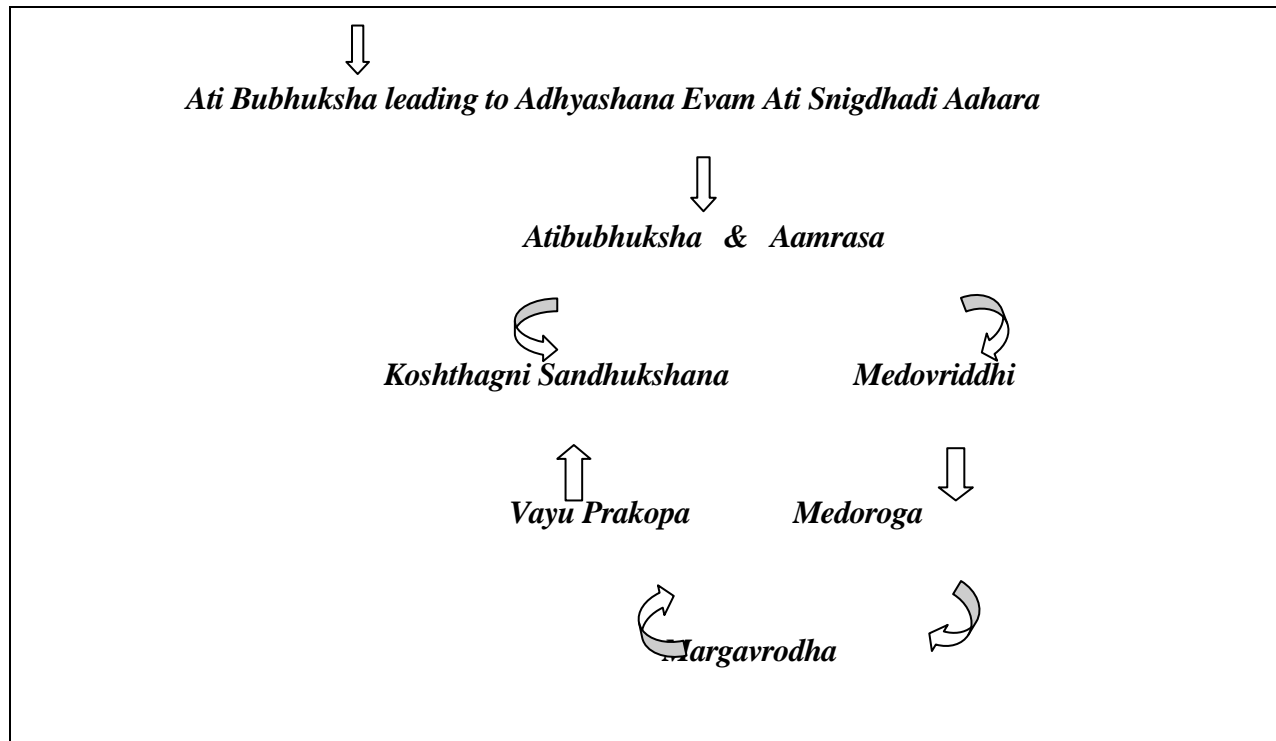 Ati Bubhuksha leading to Adhyashana Evam Ati Snigdhadi Aahara
Atibubhuksha & Aamrasa
Koshthagni Sandhukshana Medovriddhi
Vayu Prakopa Medoroga
Margavrodha